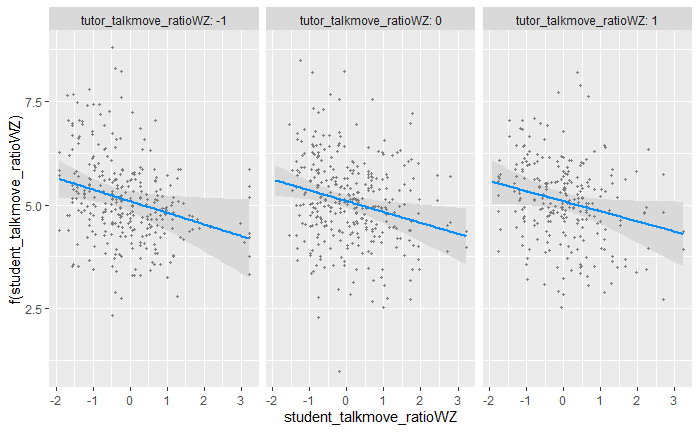 tutor_talkmove_ratioWZ: -1
tutor_talkmove_ratioWZ: 0
tutor_talkmove_ratioWZ: 1
f(student_talkmove_ratioWZ)
7.5
5.0
2.5
-2 -1 0 1 2 3
-2 -1 0 1 2 3
-2 -1 0 1 2 3
student_talkmove_ratioWZ